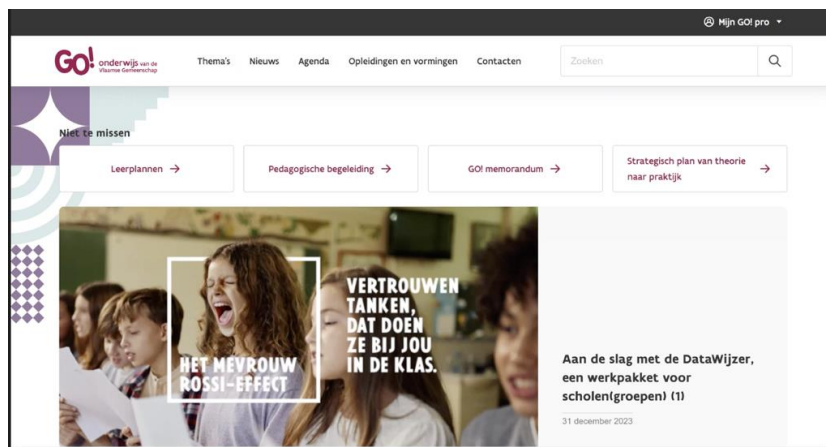 Mijn GO! pro
GO! onderwijs van de
Vlaamse Gemeenschap
Thema's Nieuws Agenda Opleidingen en vormingen Contacten Zoeken
Niet te missen
Leerplannen → Pedagogische begeleiding → GO! memorandum → Strategisch plan van theorie
naar praktijk →
HET MEVROUW
ROSSI-EFFECT
VERTROUWEN
TANKEN,
DAT DOEN
ZE BIJ JOU
IN DE KLAS.
Aan de slag met de DataWijzer,
een werkpakket voor
scholen(groepen) (1)
31 december 2023